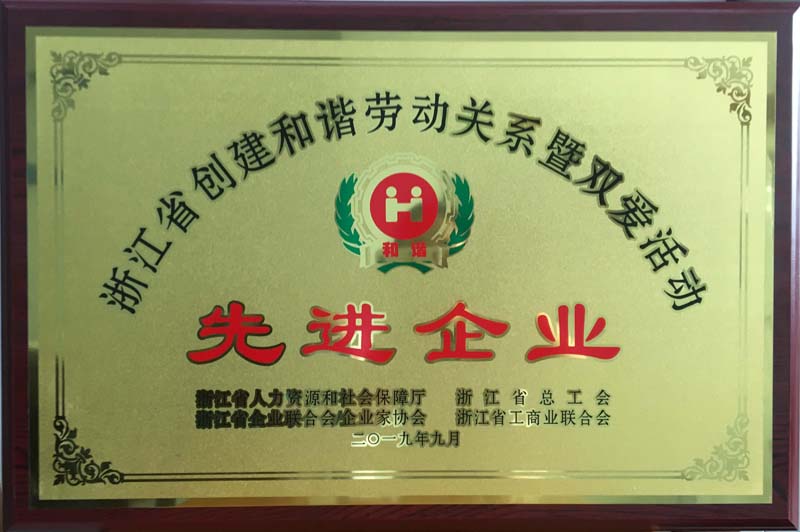 浙江省创建和谐劳动关系暨双爱活动
和谐
先进企业
浙江省人力资源和社会保障厅 浙江省总工会
浙江省企业联合会/企业家协会 浙江省工商业联合会
二〇一九年九月